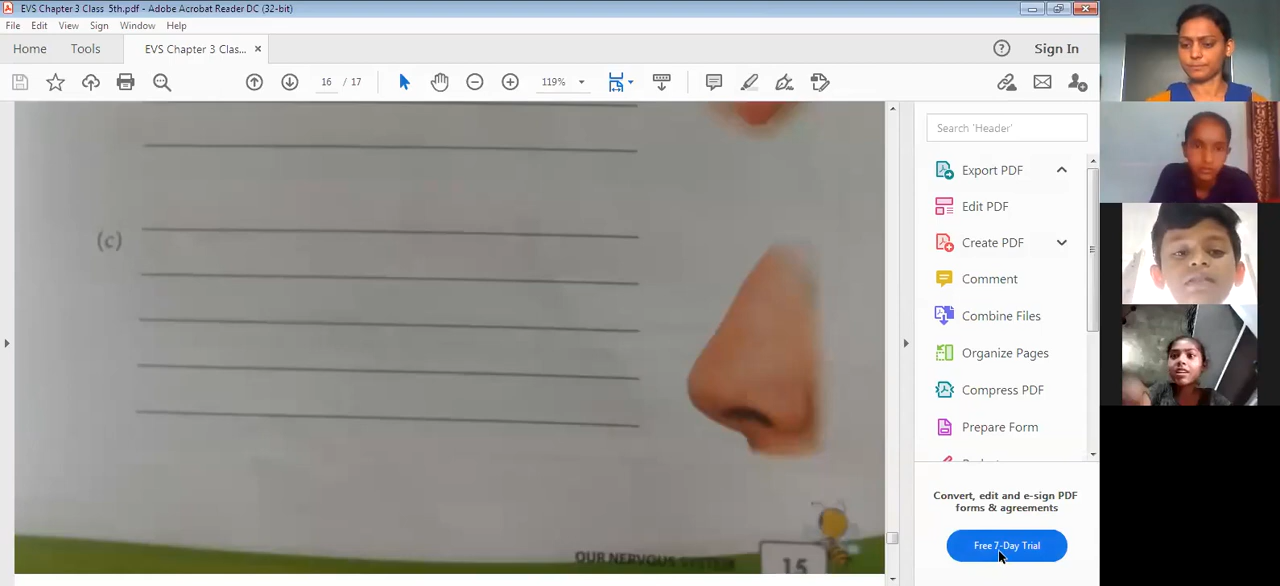 EVS Chapter 3 Class 5th.pdf - Adobe Acrobat Reader DC (32-bit)
File Edit View Sign Window Help
Home Tools EVS Chapter 3 Clas... × Sign In
16 / 17 119%
Search 'Header'
Export PDF
Edit PDF
Create PDF
Comment
Combine Files
Organize Pages
Compress PDF
Prepare Form
Convert, edit and e-sign PDF
forms & agreements
Free 7-Day Trial
(c)
OUR NERVOUS SYSTEM
15